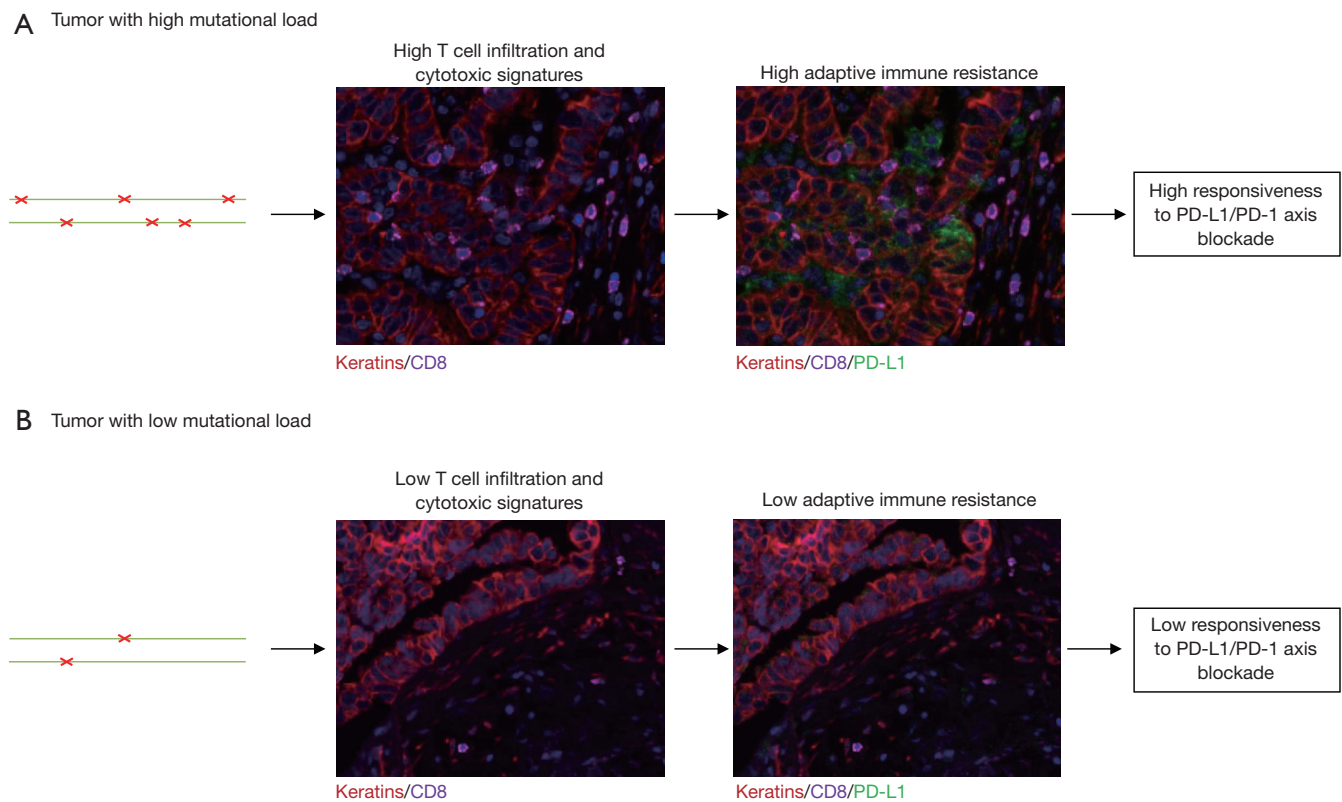 A Tumor with high mutational load
High T cell infiltration and
cytotoxic signatures
High adaptive immune resistance
High responsiveness
to PD-L1/PD-1 axis
blockade
Keratins/CD8
Keratins/CD8/PD-L1
B Tumor with low mutational load
Low T cell infiltration and
cytotoxic signatures
Low adaptive immune resistance
Low responsiveness
to PD-L1/PD-1 axis
blockade
Keratins/CD8
Keratins/CD8/PD-L1